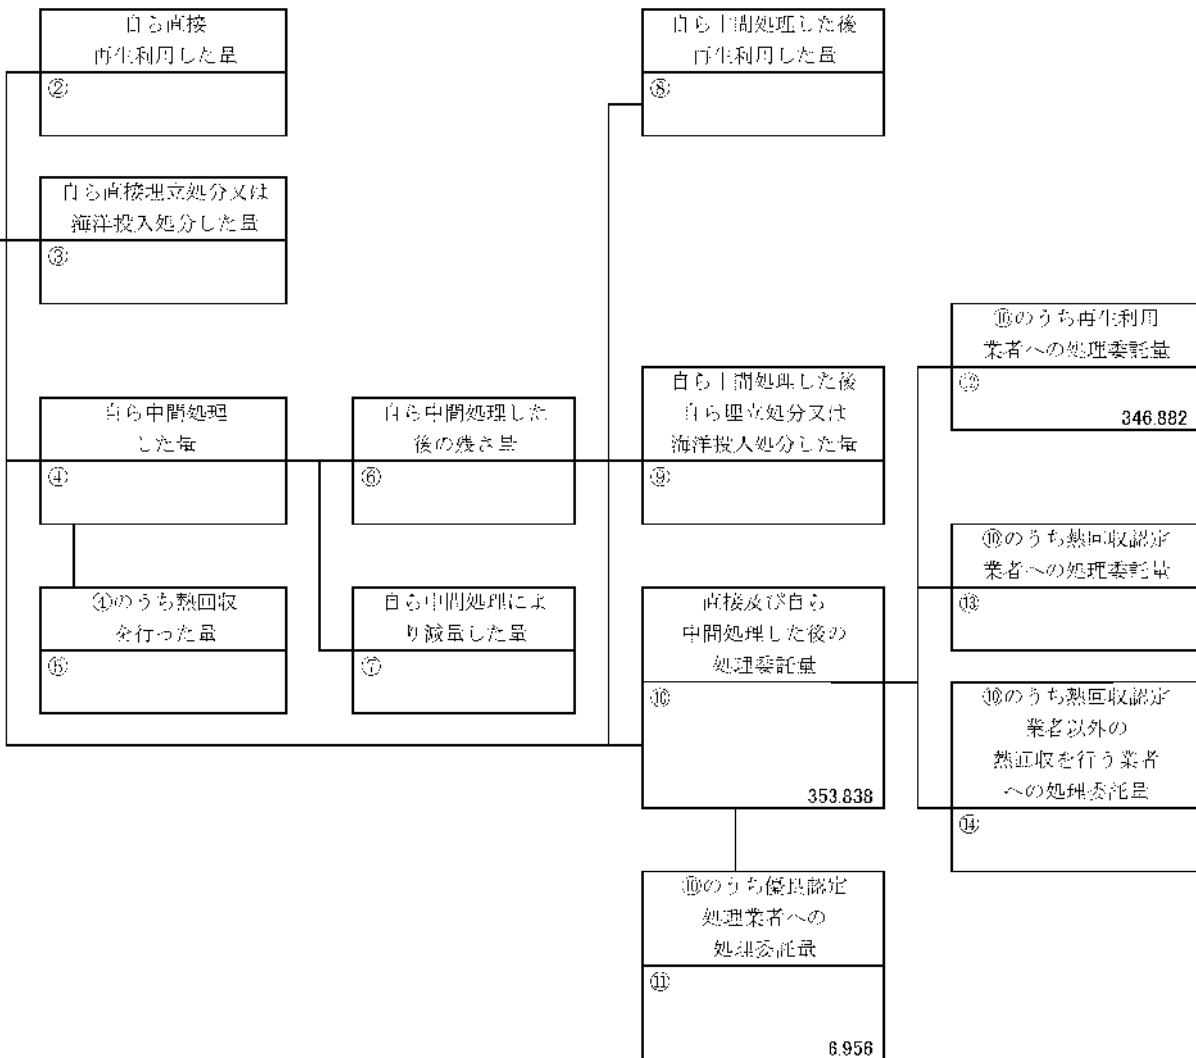 自ら直接
再生利用した量
②
自ら中間処理した後
再生利用した量
⑧
自ら直接埋立処分又は
海洋投入処分した量
③
⑩のうち再生利用
業者への処理委託量
⑫
346.882
自ら中間処理
した量
④
自ら中間処理した
後の残さ量
⑥
自ら中間処理した後
自ら埋立処分又は
海洋投入処分した量
⑨
⑩のうち熱回収認定
業者への処理委託量
⑬
④のうち熱回収
を行った量
⑤
自ら中間処理によ
り減量した量
⑦
直接及び自ら
中間処理した後の
処理委託量
⑩
353.838
⑩のうち熱回収認定
業者以外の
熱回収を行う業者
への処理委託量
⑭
⑩のうち優良認定
処理業者への
処理委託量
⑪
6.956